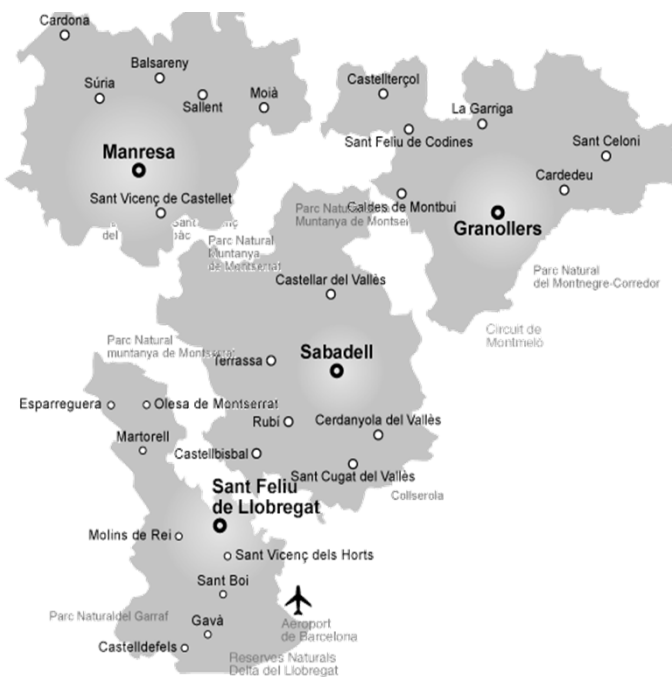 Cardona
Balsareny
Súria
Sallent
Moià
Manresa
Sant Vicenç de Castellet
del
Castellterçol
La Garriga
Sant Feliu de Codines
Sant Celoni
Cardedeu
Caldes de Montbui
Granollers
Parc Natural
del Montnegre-Corredor
Circuit de
Montmeló
Parc Natural
Muntanya de
Parc Natural
Muntanya
de Montserrat
Castellar del Vallès
Parc Natural
muntanya de Montserrat
Terrassa
Sabadell
Rubí
Cerdanyola del Vallès
Castellbisbal
Sant Cugat del Vallès
Collserola
Esparreguera
Olesa de Montserrat
Martorell
Sant Feliu
de Llobregat
Molins de Rei
Sant Vicenç dels Horts
Sant Boi
Parc Naturaldel Garraf
Gavà
Castelldefels
Aeroport
de Barcelona
Reserves Naturals
Delta del Llobregat